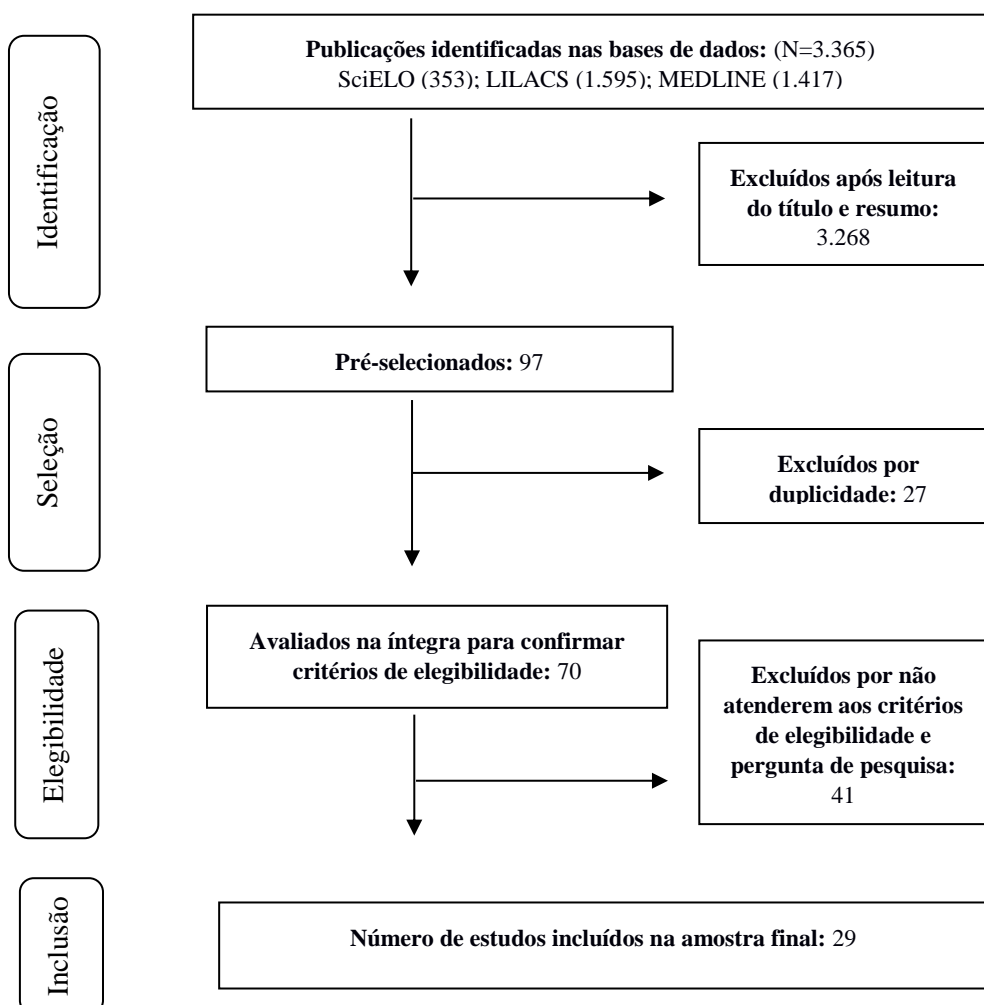 Identificação
Publicações identificadas nas bases de dados: (N=3.365)
SciELO (353); LILACS (1.595); MEDLINE (1.417)
Excluídos após leitura
do título e resumo:
3.268
Seleção
Pré-selecionados: 97
Excluídos por
duplicidade: 27
Elegibilidade
Avaliados na íntegra para confirmar
critérios de elegibilidade: 70
Excluídos por não
atenderem aos critérios
de elegibilidade e
pergunta de pesquisa:
41
Inclusão
Número de estudos incluídos na amostra final: 29